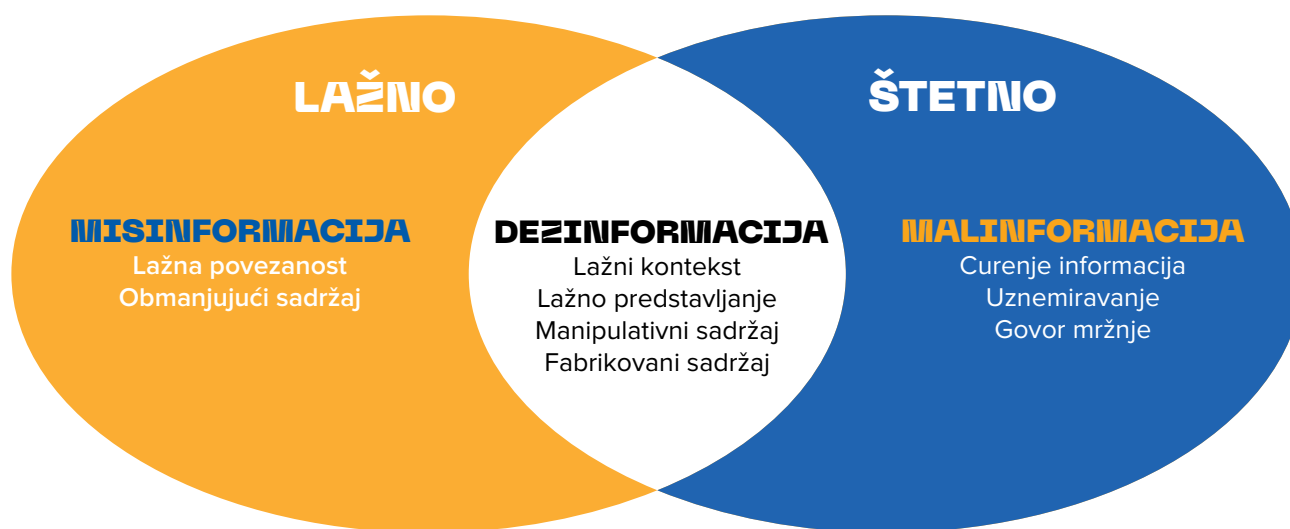 LAŽNO
ŠTETNO
MISINFORMACIJA
Lažna povezanost
Obmanjujući sadržaj
DEZINFORMACIJA
Lažni kontekst
Lažno predstavljanje
Manipulativni sadržaj
Fabrikovani sadržaj
MALINFORMACIJA
Curenje informacija
Uznemiravanje
Govor mržnje